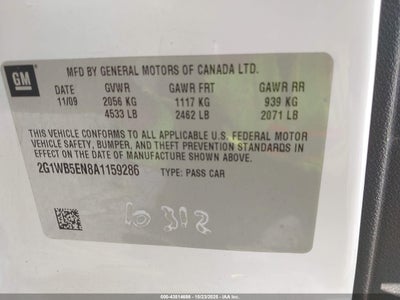 GM
MFD BY GENERAL MOTORS OF CANADA LTD.
DATE GVWR GAWR FRT GAWR RR
11/09 2056 KG 1117 KG 939 KG
4533 LB 2462 LB 2071 LB
THIS VEHICLE CONFORMS TO ALL APPLICABLE U.S. FEDERAL MOTOR
VEHICLE SAFETY, BUMPER, AND THEFT PREVENTION STANDARDS
IN EFFECT ON THE DATE OF MANUFACTURE SHOWN ABOVE.
2G1WB5EN8A1159286 TYPE: PASS CAR
10 312